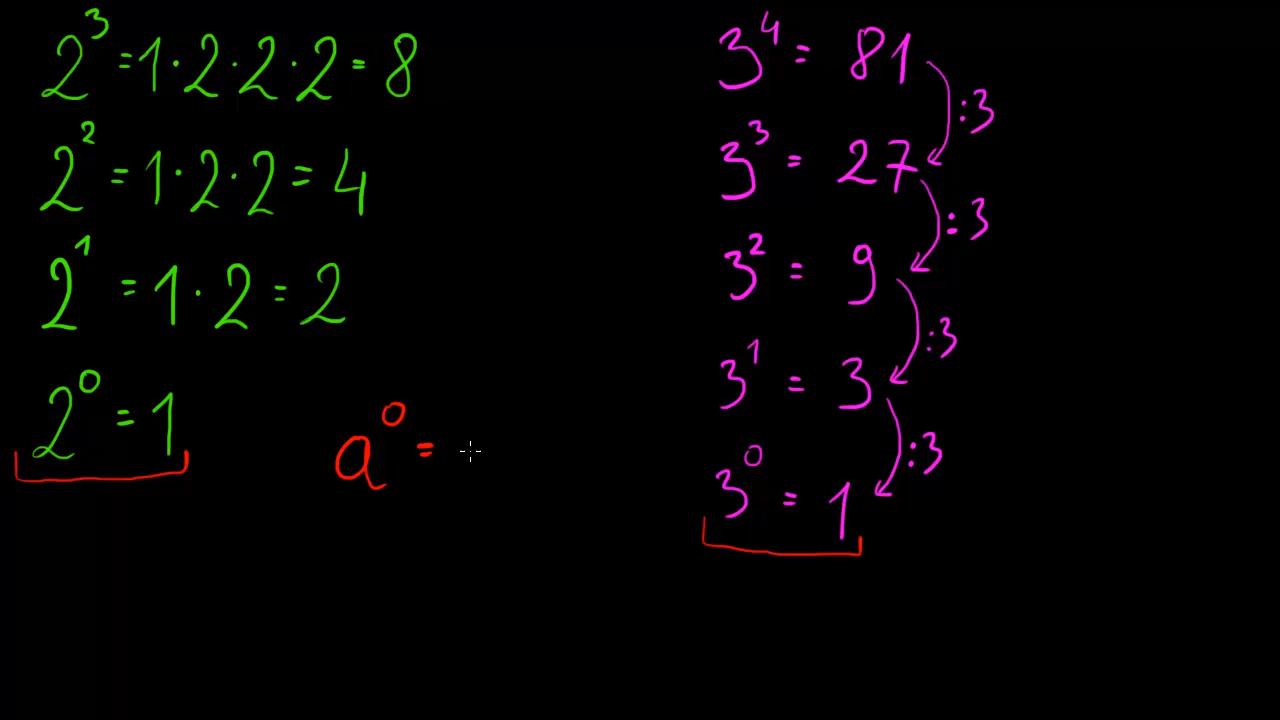 2³ = 1 · 2 · 2 · 2 = 8
2² = 1 · 2 · 2 = 4
2¹ = 1 · 2 = 2
2⁰ = 1
a⁰ =
3⁴ = 81
:3
3³ = 27
:3
3² = 9
:3
3¹ = 3
:3
3⁰ = 1